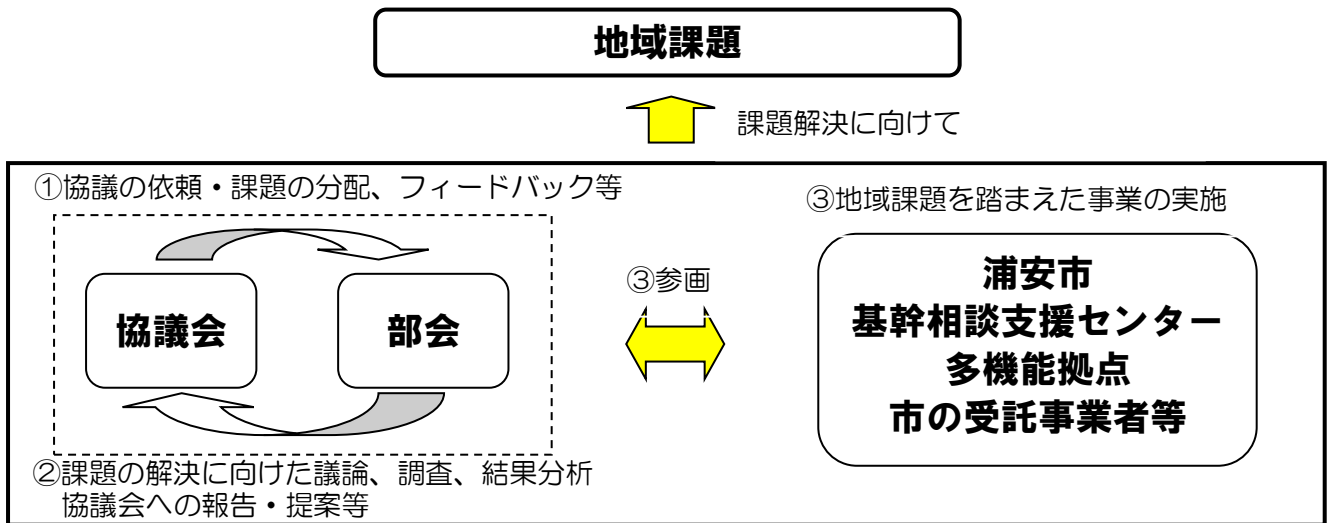 地域課題
課題解決に向けて
①協議の依頼・課題の分配、フィードバック等
協議会
部会
②課題の解決に向けた議論、調査、結果分析
協議会への報告・提案等
③参画
③地域課題を踏まえた事業の実施
浦安市
基幹相談支援センター
多機能拠点
市の受託事業者等